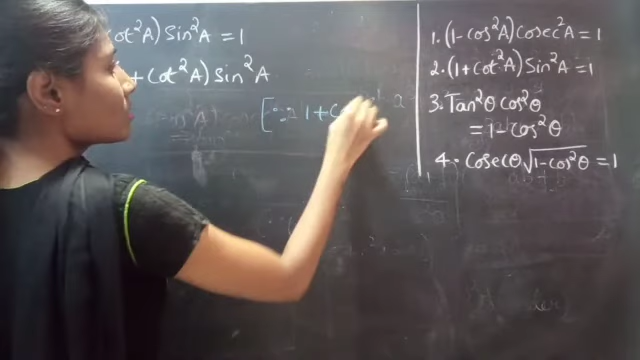 cot²A) Sin²A = 1
+ Cot²A) Sin²A
[∵ 1 +
1. (1 - cos²A) Cosec²A = 1
2. (1 + cot²A) Sin²A = 1
3. Tan²θ cos²θ
= 1 - cos²θ
4. Cosecθ √1 - cos²θ = 1